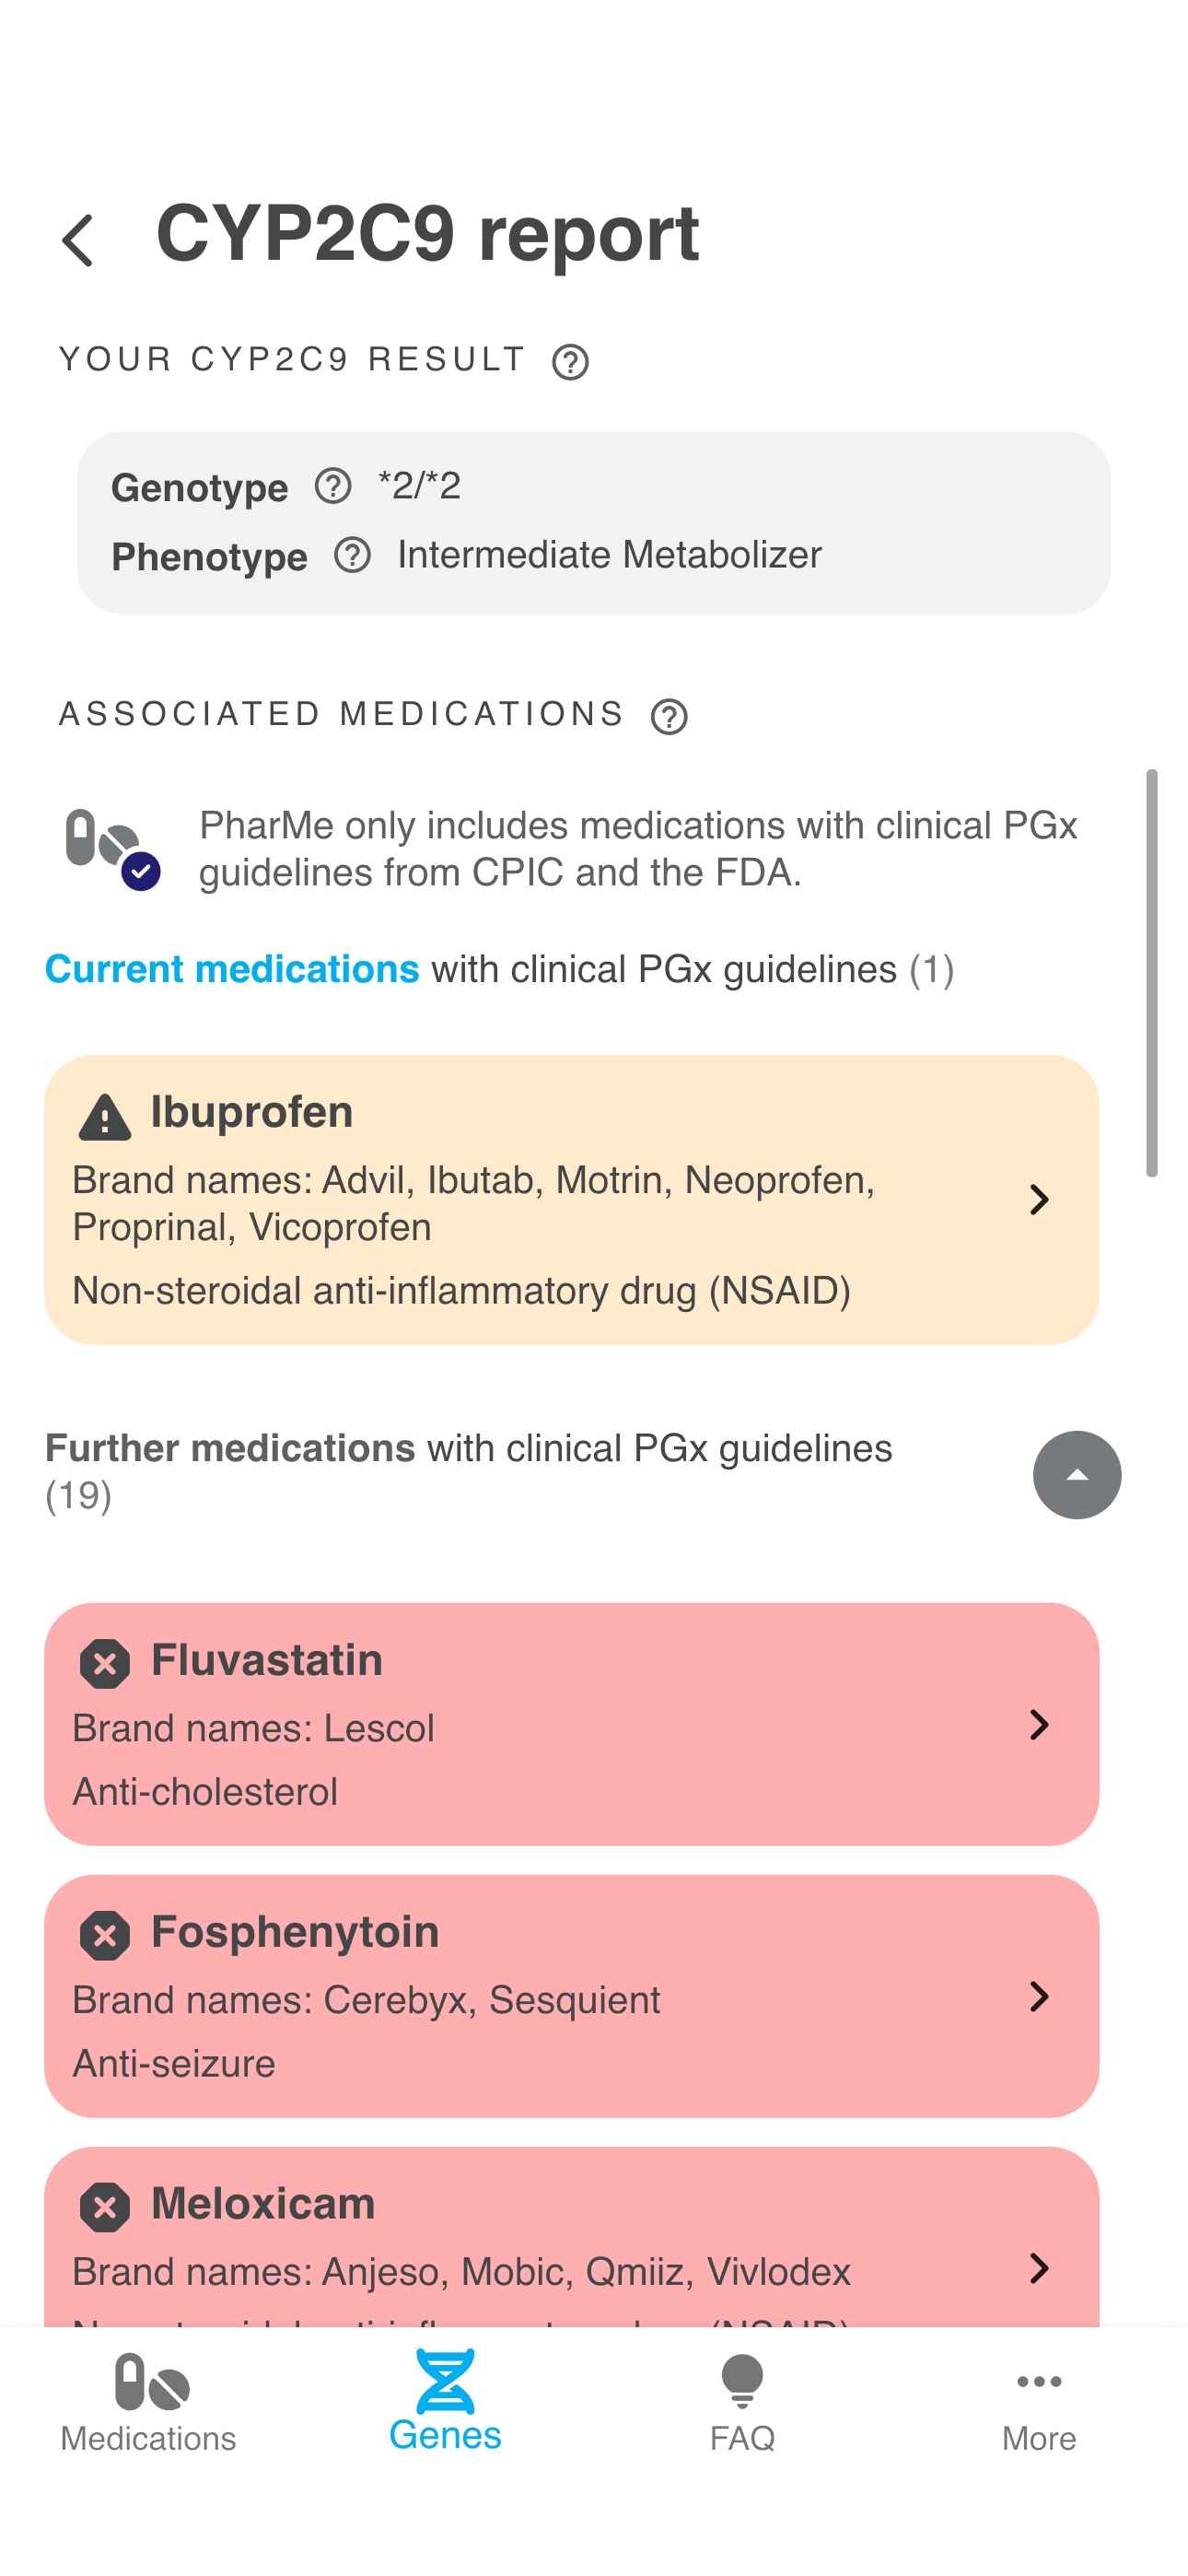 CYP2C9 report
YOUR CYP2C9 RESULT
Genotype *2/*2
Phenotype Intermediate Metabolizer
ASSOCIATED MEDICATIONS
PharMe only includes medications with clinical PGx
guidelines from CPIC and the FDA.
Current medications with clinical PGx guidelines (1)
Ibuprofen
Brand names: Advil, Ibutab, Motrin, Neoprofen,
Proprinal, Vicoprofen
Non-steroidal anti-inflammatory drug (NSAID)
Further medications with clinical PGx guidelines
(19)
Fluvastatin
Brand names: Lescol
Anti-cholesterol
Fosphenytoin
Brand names: Cerebyx, Sesquient
Anti-seizure
Meloxicam
Brand names: Anjeso, Mobic, Qmiiz, Vivlodex
Medications
Genes
FAQ
More